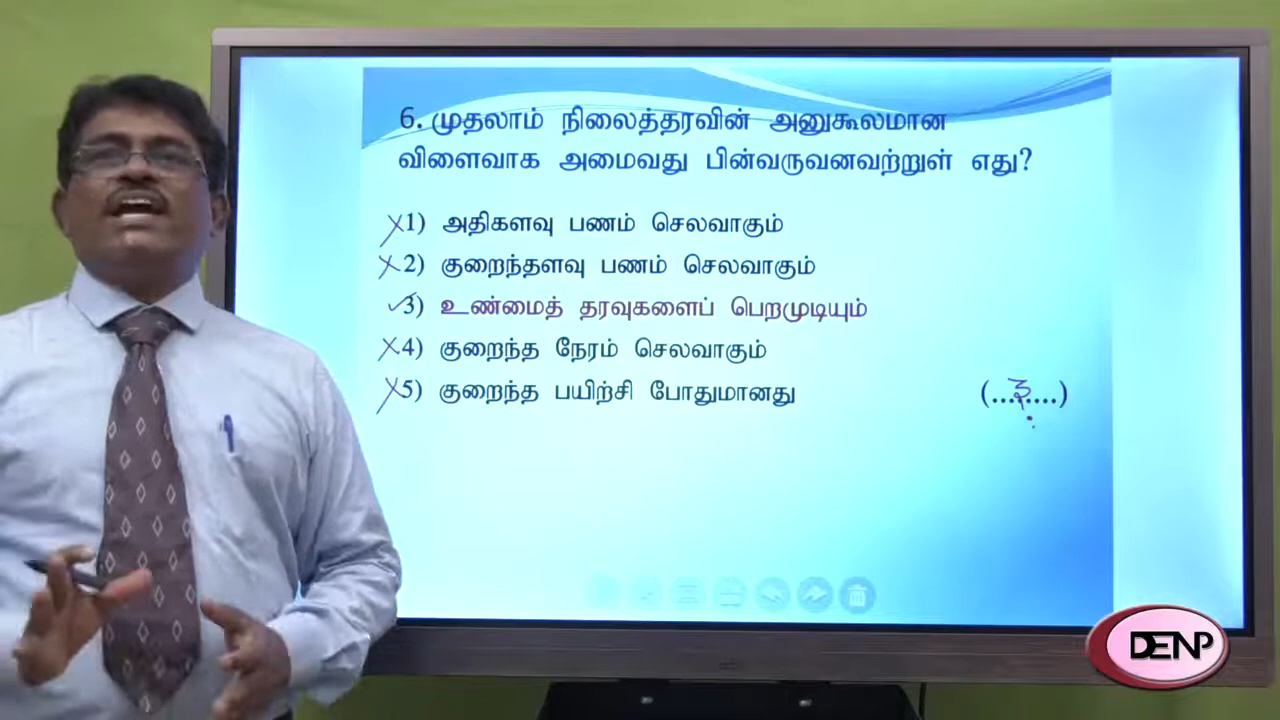 6. முதலாம் நிலைத்தரவின் அனுகூலமான
விளைவாக அமைவது பின்வருவனவற்றுள் எது?
1) அதிகளவு பணம் செலவாகும்
2) குறைந்தளவு பணம் செலவாகும்
3) உண்மைத் தரவுகளைப் பெறமுடியும்
4) குறைந்த நேரம் செலவாகும்
5) குறைந்த பயிற்சி போதுமானது
(...3....)
DENP